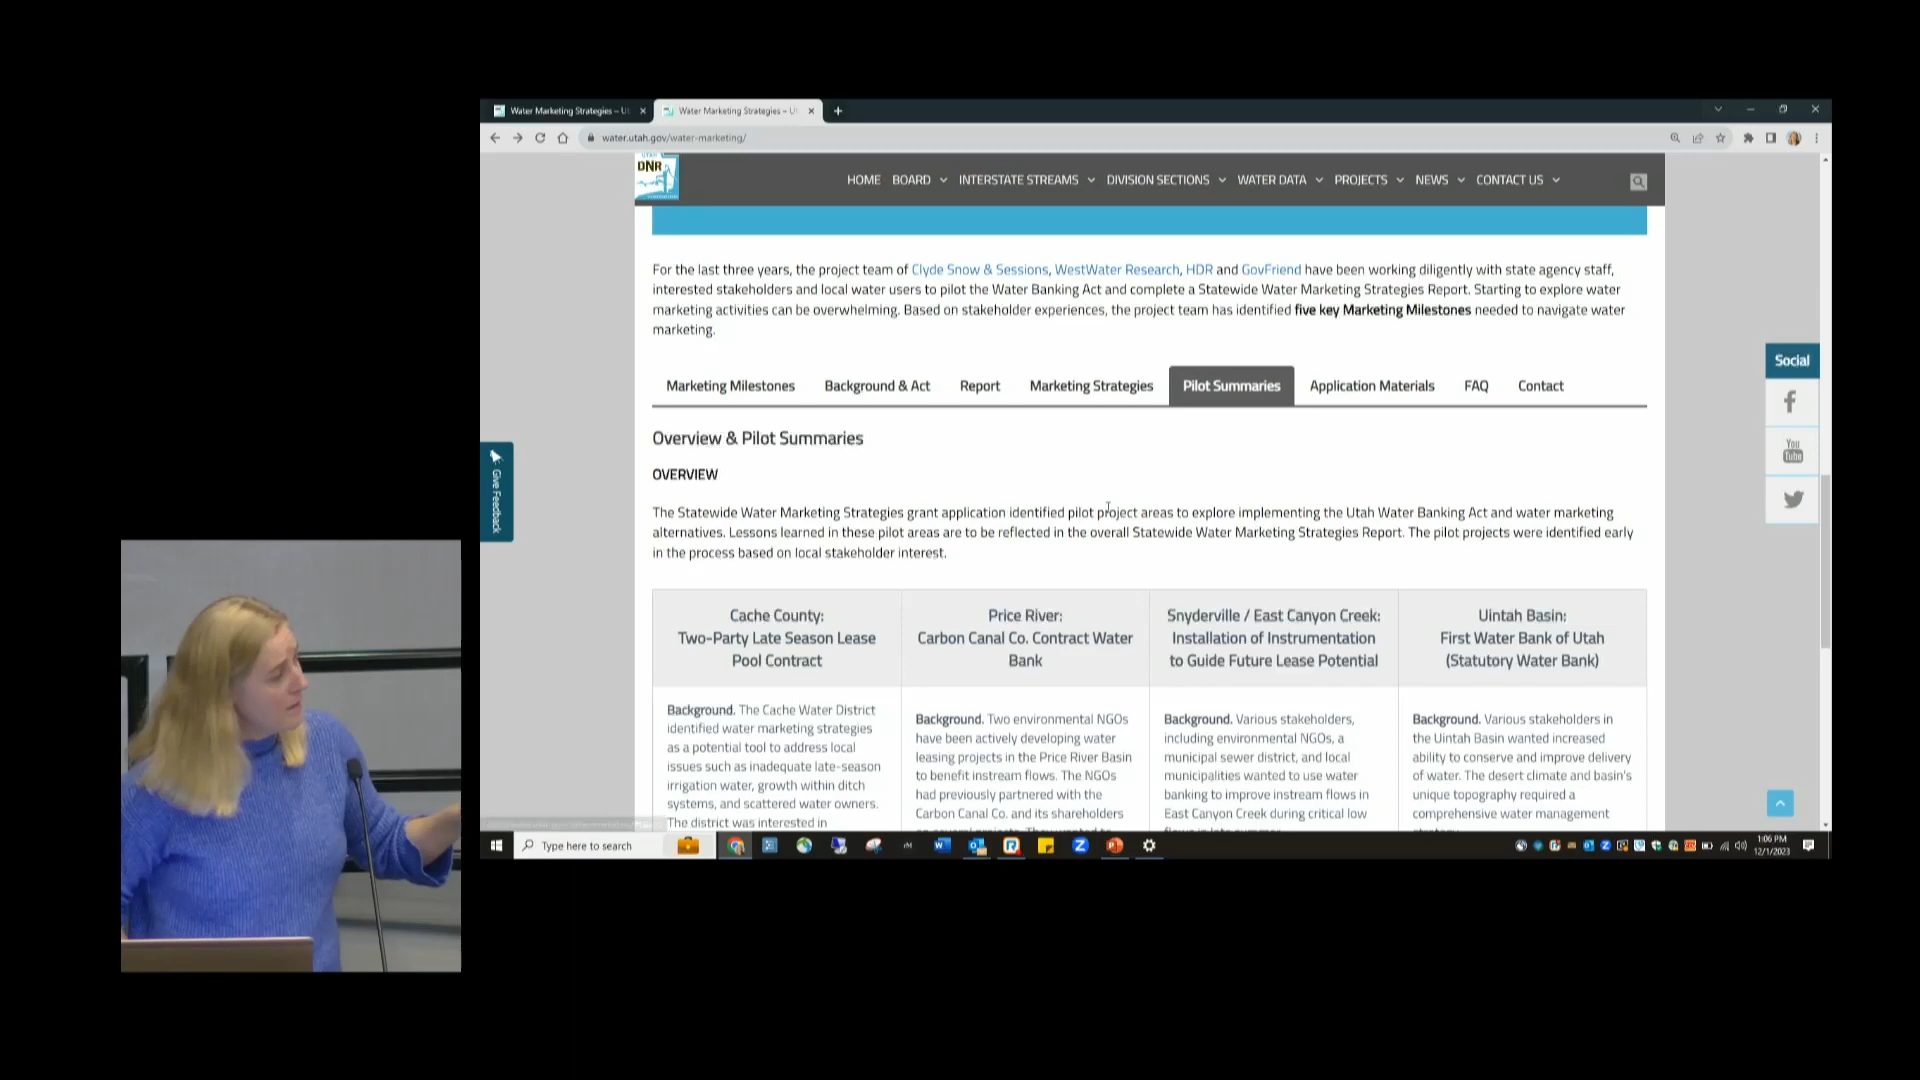 Water Marketing Strategies – Ut
Water Marketing Strategies – Ut
water.utah.gov/water-marketing/
DNR
HOME BOARD INTERSTATE STREAMS DIVISION SECTIONS WATER DATA PROJECTS NEWS CONTACT US
For the last three years, the project team of Clyde Snow & Sessions, WestWater Research, HDR and GovFriend have been working diligently with state agency staff,
interested stakeholders and local water users to pilot the Water Banking Act and complete a Statewide Water Marketing Strategies Report. Starting to explore water
marketing activities can be overwhelming. Based on stakeholder experiences, the project team has identified five key Marketing Milestones needed to navigate water
marketing.
Social
Marketing Milestones Background & Act Report Marketing Strategies Pilot Summaries Application Materials FAQ Contact
You
Tube
Overview & Pilot Summaries
OVERVIEW
Give Feedback
The Statewide Water Marketing Strategies grant application identified pilot project areas to explore implementing the Utah Water Banking Act and water marketing
alternatives. Lessons learned in these pilot areas are to be reflected in the overall Statewide Water Marketing Strategies Report. The pilot projects were identified early
in the process based on local stakeholder interest.
Cache County:
Two-Party Late Season Lease
Pool Contract
Price River:
Carbon Canal Co. Contract Water
Bank
Snyderville / East Canyon Creek:
Installation of Instrumentation
to Guide Future Lease Potential
Uintah Basin:
First Water Bank of Utah
(Statutory Water Bank)
Background. The Cache Water District
identified water marketing strategies
as a potential tool to address local
issues such as inadequate late-season
irrigation water, growth within ditch
systems, and scattered water owners.
The district was interested in
Background. Two environmental NGOs
have been actively developing water
leasing projects in the Price River Basin
to benefit instream flows. The NGOs
had previously partnered with the
Carbon Canal Co. and its shareholders
Background. Various stakeholders,
including environmental NGOs, a
municipal sewer district, and local
municipalities wanted to use water
banking to improve instream flows in
East Canyon Creek during critical low
Background. Various stakeholders in
the Uintah Basin wanted increased
ability to conserve and improve delivery
of water. The desert climate and basin's
unique topography required a
comprehensive water management
Type here to search
1:06 PM
12/1/2023